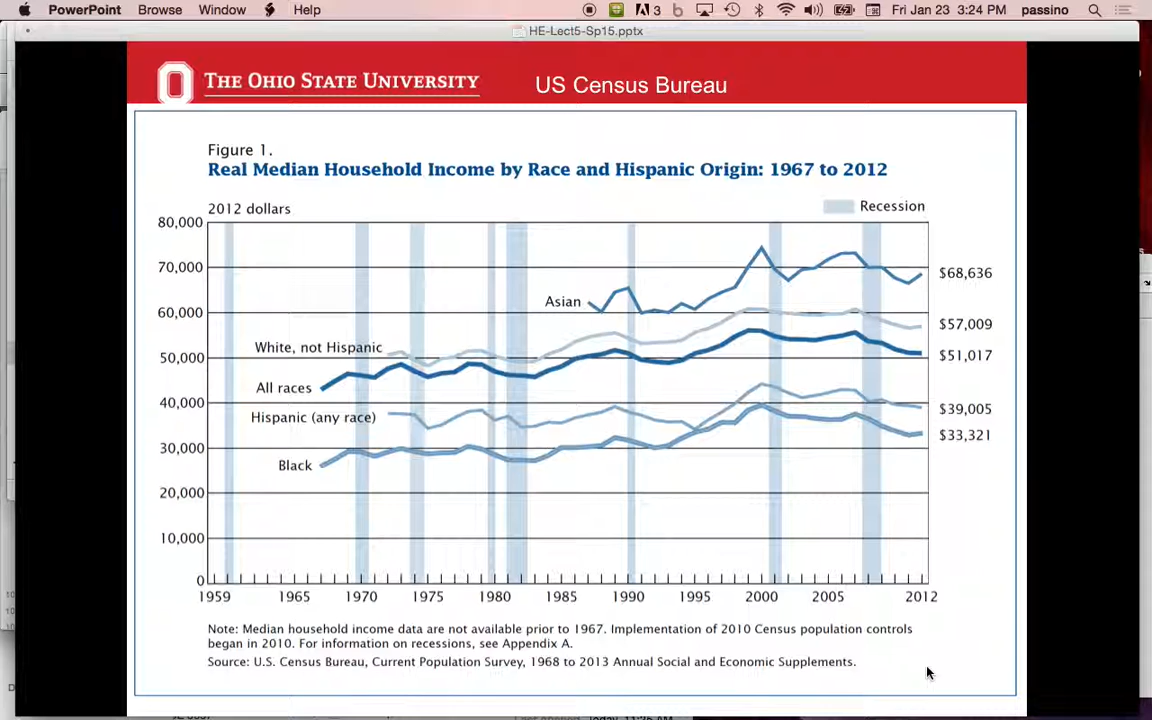 PowerPoint Browse Window Help 3 Fri Jan 23 3:24 PM passino
HE-Lect5-Sp15.pptx
THE OHIO STATE UNIVERSITY
US Census Bureau
Figure 1.
Real Median Household Income by Race and Hispanic Origin: 1967 to 2012
2012 dollars
Recession
80,000
70,000
60,000
50,000
40,000
30,000
20,000
10,000
0
Asian
White, not Hispanic
All races
Hispanic (any race)
Black
$68,636
$57,009
$51,017
$39,005
$33,321
1959 1965 1970 1975 1980 1985 1990 1995 2000 2005 2012
Note: Median household income data are not available prior to 1967. Implementation of 2010 Census population controls
began in 2010. For information on recessions, see Appendix A.
Source: U.S. Census Bureau, Current Population Survey, 1968 to 2013 Annual Social and Economic Supplements.